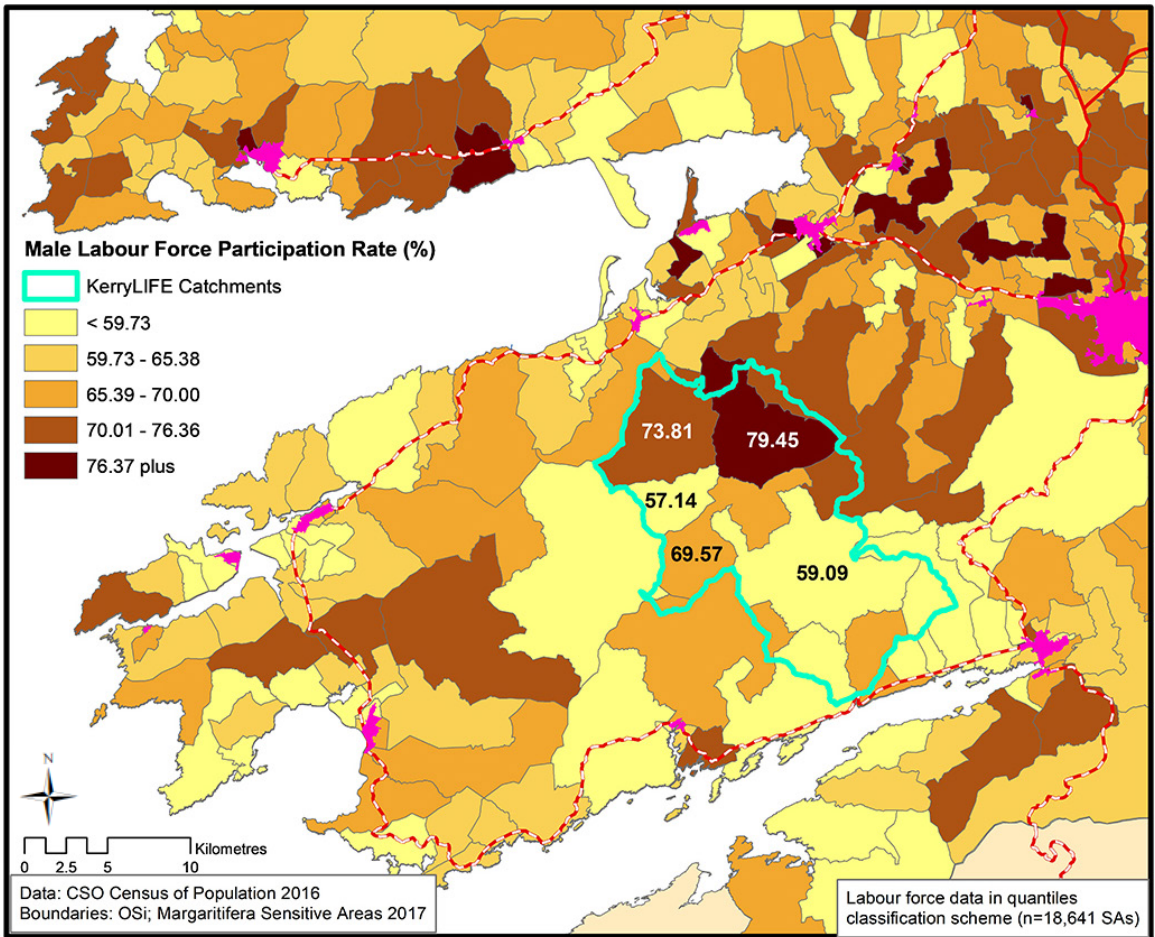 Male Labour Force Participation Rate (%)
KerryLIFE Catchments
< 59.73
59.73 - 65.38
65.39 - 70.00
70.01 - 76.36
76.37 plus
73.81
79.45
57.14
69.57
59.09
N
0 2.5 5 10 Kilometres
Data: CSO Census of Population 2016
Boundaries: OSi; Margaritifera Sensitive Areas 2017
Labour force data in quantiles
classification scheme (n=18,641 SAs)